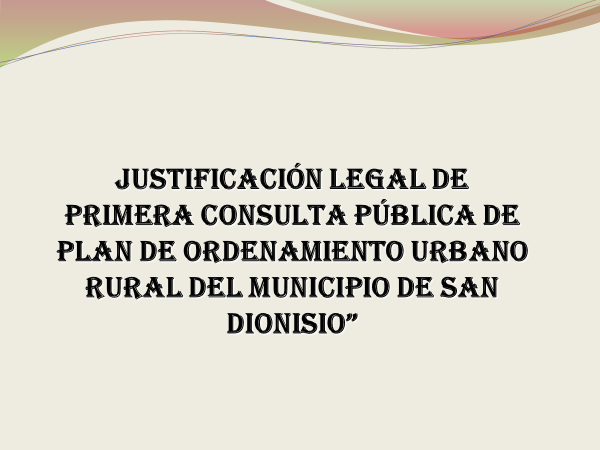 JUSTIFICACIÓN LEGAL DE
PRIMERA CONSULTA PÚBLICA DE
PLAN DE ORDENAMIENTO URBANO
RURAL DEL MUNICIPIO DE SAN
DIONISIO”